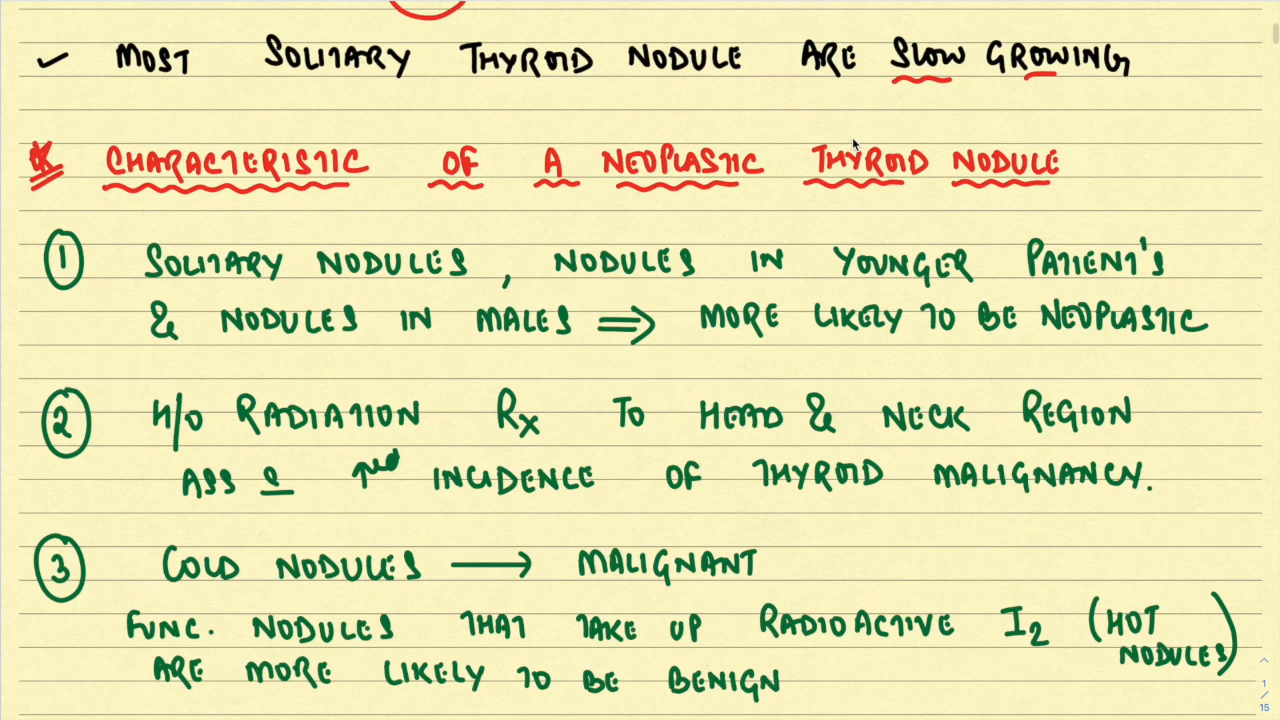 ✓ MOST SOLITARY THYROID NODULE ARE SLOW GROWING
* CHARACTERISTIC OF A NEOPLASTIC THYROID NODULE
① SOLITARY NODULES, NODULES IN YOUNGER PATIENT'S
& NODULES IN MALES ⇒ MORE LIKELY TO BE NEOPLASTIC
② H/O RADIATION Rx TO HEAD & NECK REGION
ASS c̲ ↑sed INCIDENCE OF THYROID MALIGNANCY.
③ COLD NODULES → MALIGNANT
FUNC. NODULES THAT TAKE UP RADIOACTIVE I₂ (HOT
NODULES)
ARE MORE LIKELY TO BE BENIGN
1
/
15